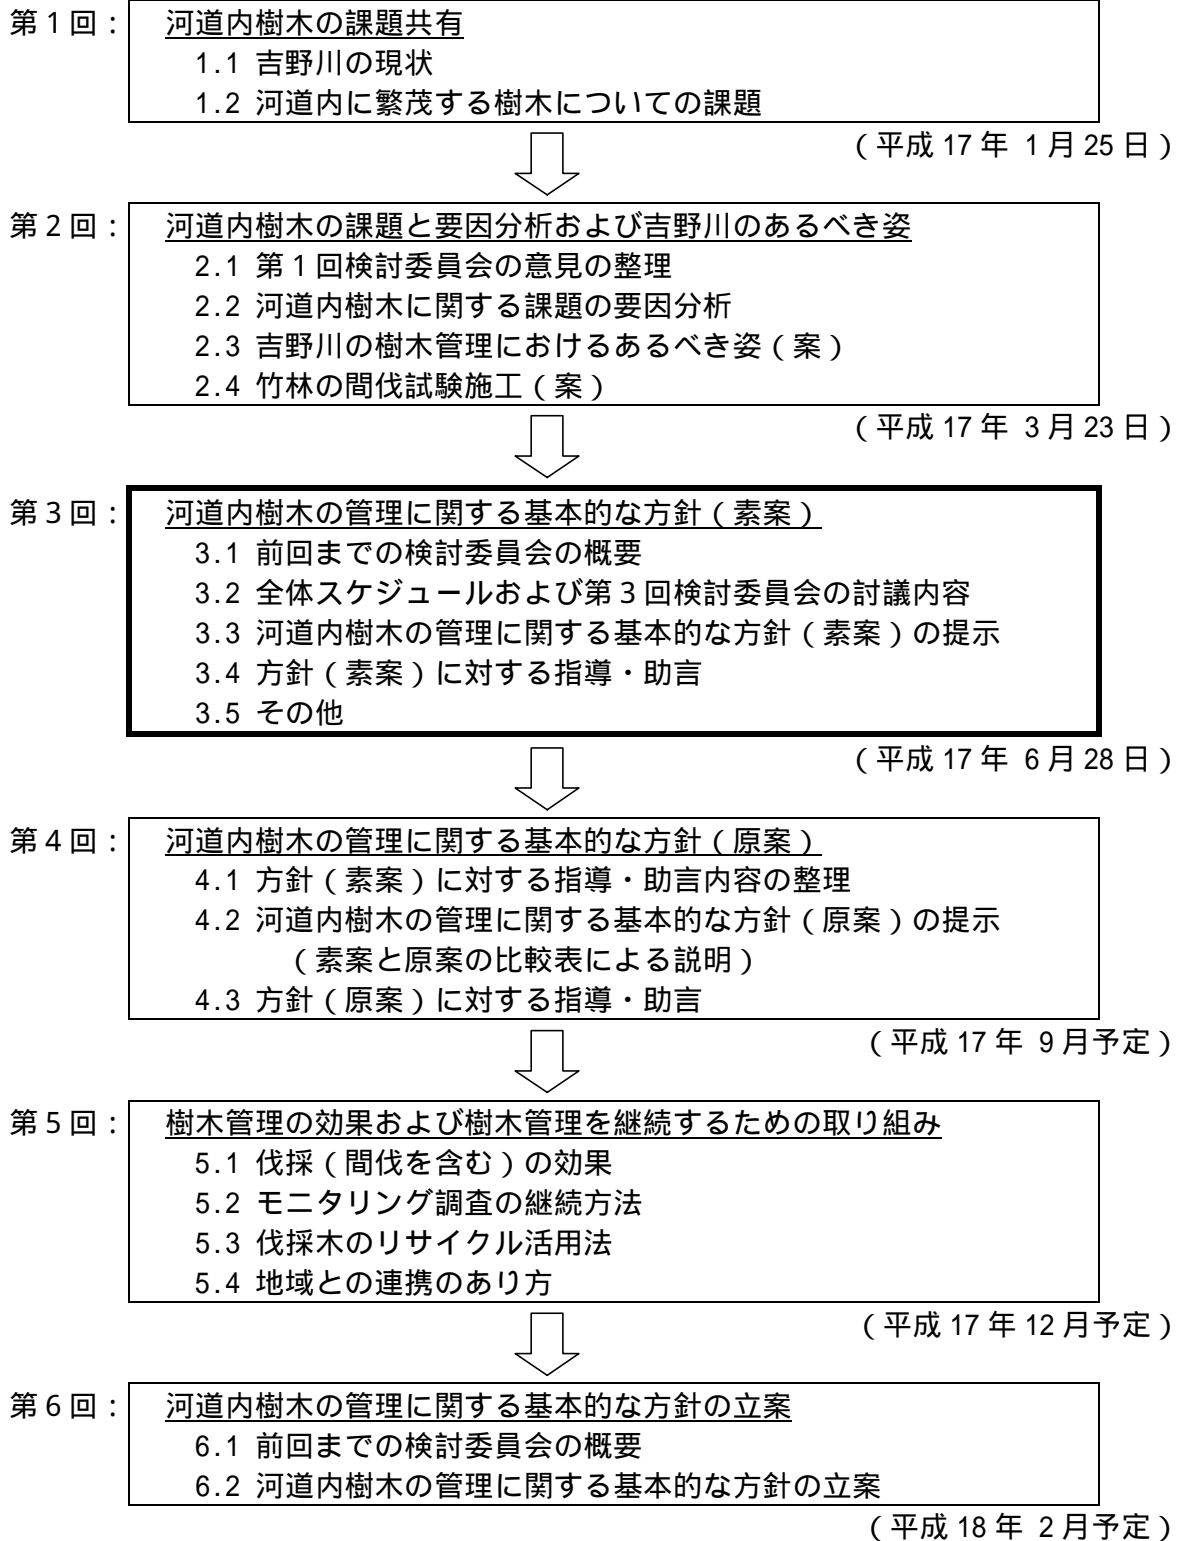 第１回： 河道内樹木の課題共有
1.1 吉野川の現状
1.2 河道内に繁茂する樹木についての課題
（平成 17 年 1 月 25 日）
第２回： 河道内樹木の課題と要因分析および吉野川のあるべき姿
2.1 第１回検討委員会の意見の整理
2.2 河道内樹木に関する課題の要因分析
2.3 吉野川の樹木管理におけるあるべき姿（案）
2.4 竹林の間伐試験施工（案）
（平成 17 年 3 月 23 日）
第３回： 河道内樹木の管理に関する基本的な方針（素案）
3.1 前回までの検討委員会の概要
3.2 全体スケジュールおよび第３回検討委員会の討議内容
3.3 河道内樹木の管理に関する基本的な方針（素案）の提示
3.4 方針（素案）に対する指導・助言
3.5 その他
（平成 17 年 6 月 28 日）
第４回： 河道内樹木の管理に関する基本的な方針（原案）
4.1 方針（素案）に対する指導・助言内容の整理
4.2 河道内樹木の管理に関する基本的な方針（原案）の提示
（素案と原案の比較表による説明）
4.3 方針（原案）に対する指導・助言
（平成 17 年 9 月予定）
第５回： 樹木管理の効果および樹木管理を継続するための取り組み
5.1 伐採（間伐を含む）の効果
5.2 モニタリング調査の継続方法
5.3 伐採木のリサイクル活用法
5.4 地域との連携のあり方
（平成 17 年 12 月予定）
第６回： 河道内樹木の管理に関する基本的な方針の立案
6.1 前回までの検討委員会の概要
6.2 河道内樹木の管理に関する基本的な方針の立案
（平成 18 年 2 月予定）